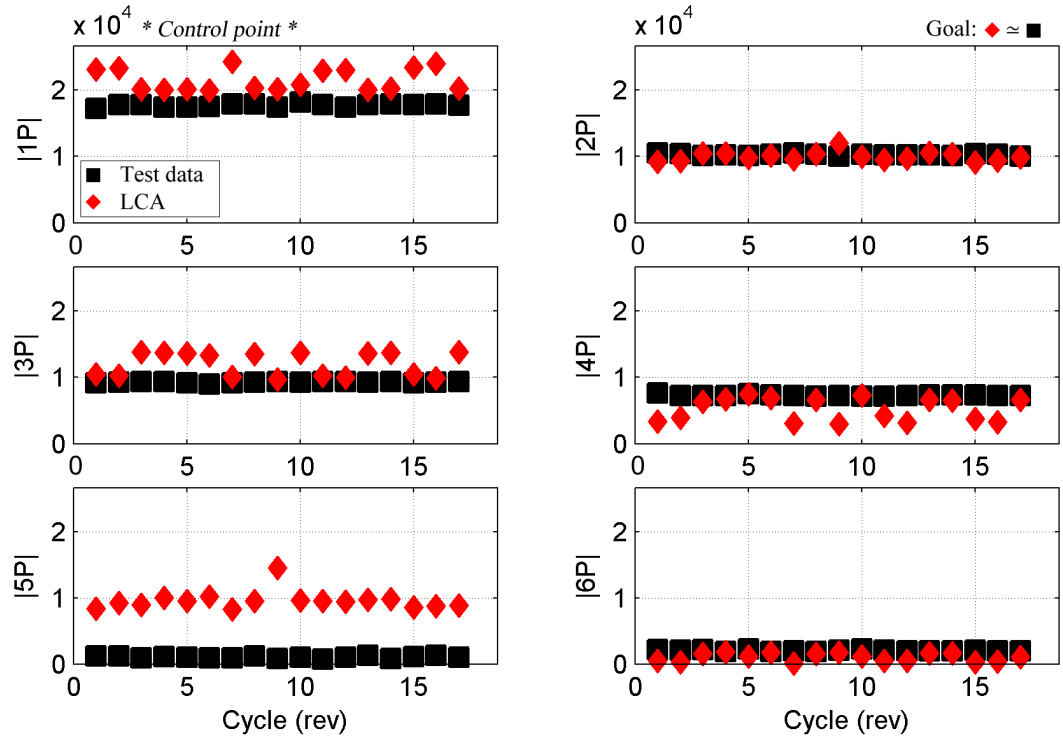 x 10⁴ * Control point *
|1P|
2
1
0
0 5 10 15
Test data
LCA
x 10⁴ Goal: ♦ ≃ ■
|2P|
2
1
0
0 5 10 15
|3P|
2
1
0
0 5 10 15
|4P|
2
1
0
0 5 10 15
|5P|
2
1
0
0 5 10 15
Cycle (rev)
|6P|
2
1
0
0 5 10 15
Cycle (rev)